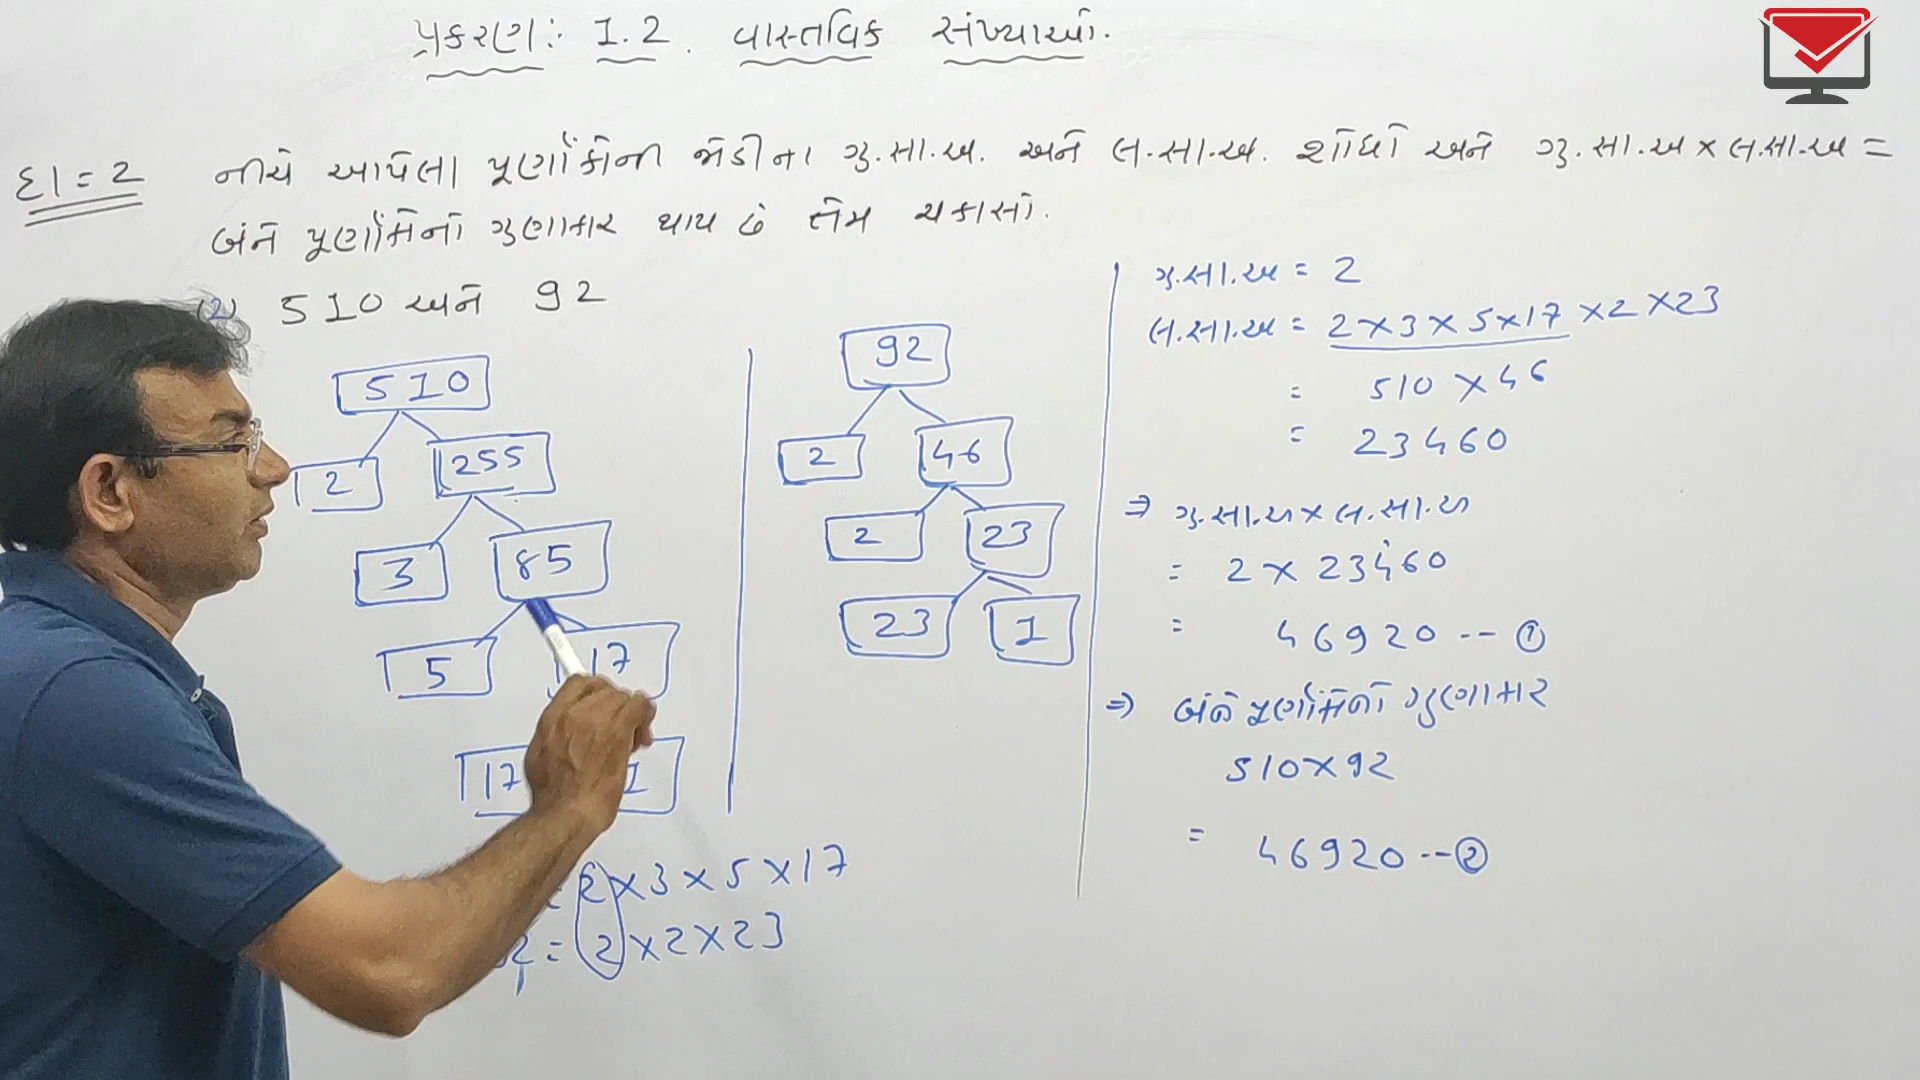 પ્રકરણ: 1.2. વાસ્તવિક સંખ્યાઓ.
દા = 2 નીચે આપેલા પૂર્ણાંકોની જોડીના ગુ.સા.અ. અને લ.સા.અ. શોધો અને ગુ.સા.અ × લ.સા.અ =
બંને પૂર્ણાંકોનો ગુણાકાર થાય છે તેમ ચકાસો.
(2) 510 અને 92
510
2 255
3 85
5 17
17 1
= 2 × 3 × 5 × 17
= 2 × 2 × 23
92
2 46
2 23
23 1
ગુ.સા.અ = 2
લ.સા.અ = 2 × 3 × 5 × 17 × 2 × 23
= 510 × 46
= 23460
⇒ ગુ.સા.અ × લ.સા.અ
= 2 × 23460
= 46920 -- ①
⇒ બંને પૂર્ણાંકોનો ગુણાકાર
510 × 92
= 46920 -- ②